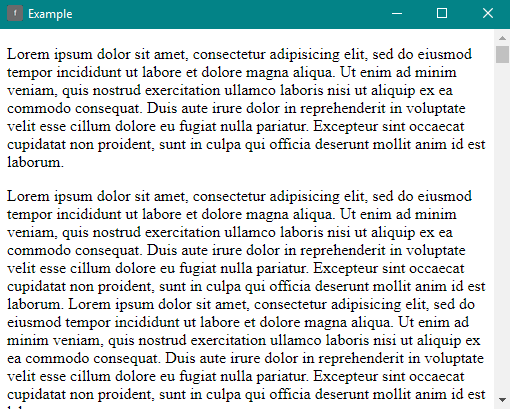 Example
Lorem ipsum dolor sit amet, consectetur adipisicing elit, sed do eiusmod
tempor incididunt ut labore et dolore magna aliqua. Ut enim ad minim
veniam, quis nostrud exercitation ullamco laboris nisi ut aliquip ex ea
commodo consequat. Duis aute irure dolor in reprehenderit in voluptate
velit esse cillum dolore eu fugiat nulla pariatur. Excepteur sint occaecat
cupidatat non proident, sunt in culpa qui officia deserunt mollit anim id est
laborum.
Lorem ipsum dolor sit amet, consectetur adipisicing elit, sed do eiusmod
tempor incididunt ut labore et dolore magna aliqua. Ut enim ad minim
veniam, quis nostrud exercitation ullamco laboris nisi ut aliquip ex ea
commodo consequat. Duis aute irure dolor in reprehenderit in voluptate
velit esse cillum dolore eu fugiat nulla pariatur. Excepteur sint occaecat
cupidatat non proident, sunt in culpa qui officia deserunt mollit anim id est
laborum. Lorem ipsum dolor sit amet, consectetur adipisicing elit, sed do
eiusmod tempor incididunt ut labore et dolore magna aliqua. Ut enim ad
minim veniam, quis nostrud exercitation ullamco laboris nisi ut aliquip ex
ea commodo consequat. Duis aute irure dolor in reprehenderit in voluptate
velit esse cillum dolore eu fugiat nulla pariatur. Excepteur sint occaecat
cupidatat non proident, sunt in culpa qui officia deserunt mollit anim id est